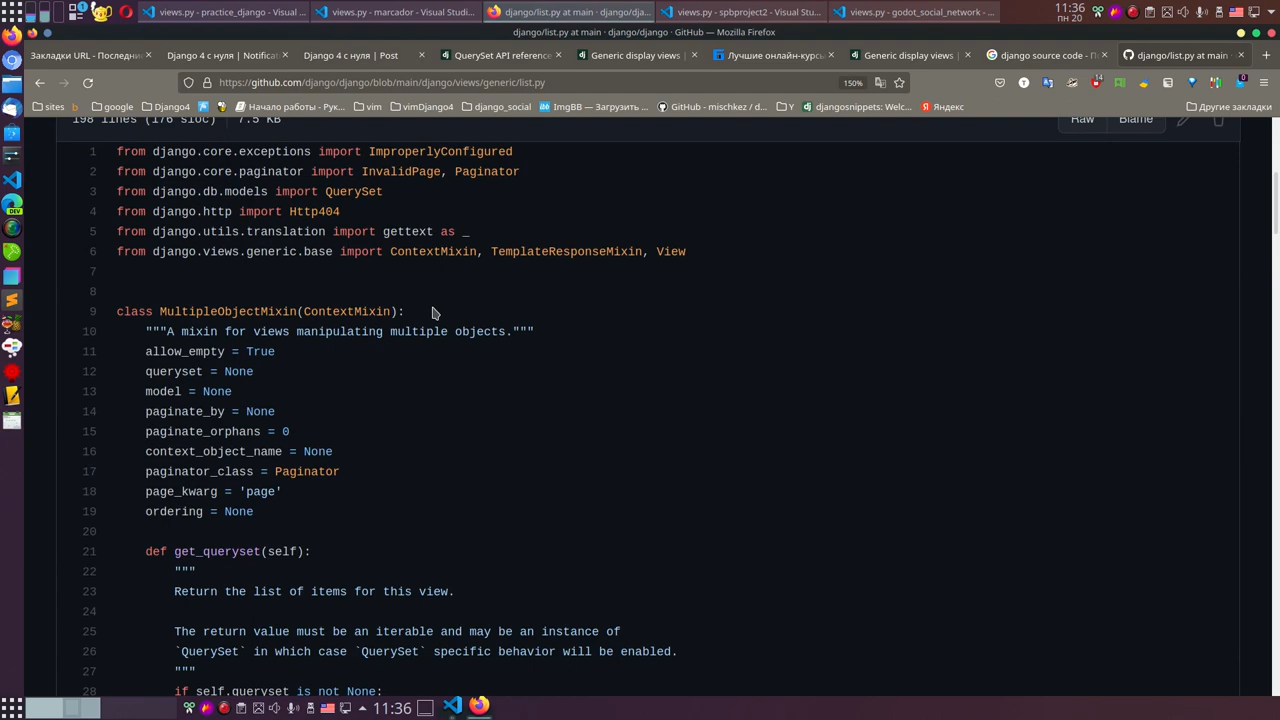 views.py - practice_django - Visual ...
views.py - marcador - Visual Studi...
django/list.py at main · django/dja...
views.py - spbproject2 - Visual Stu...
views.py - godot_social_network - ...
11:36
пн 20
django/list.py at main · django/django · GitHub — Mozilla Firefox
Закладки URL - Последни
Django 4 с нуля | Notificat
Django 4 с нуля | Post
QuerySet API reference
Generic display views |
Лучшие онлайн-курсы
Generic display views |
django source code - П
django/list.py at main ·
https://github.com/django/django/blob/main/django/views/generic/list.py
150%
14
0
sites
b
google
Django4
Начало работы - Рук...
vim
vimDjango4
django_social
ImgBB — Загрузить ...
GitHub - mischkez / d...
Y
djangosnippets: Welc...
Яндекс
Другие закладки
198 lines (176 sloc)
7.5 KB
Raw
Blame
1 from django.core.exceptions import ImproperlyConfigured
2 from django.core.paginator import InvalidPage, Paginator
3 from django.db.models import QuerySet
4 from django.http import Http404
5 from django.utils.translation import gettext as _
6 from django.views.generic.base import ContextMixin, TemplateResponseMixin, View
7
8
9 class MultipleObjectMixin(ContextMixin):
10 """A mixin for views manipulating multiple objects."""
11 allow_empty = True
12 queryset = None
13 model = None
14 paginate_by = None
15 paginate_orphans = 0
16 context_object_name = None
17 paginator_class = Paginator
18 page_kwarg = 'page'
19 ordering = None
20
21 def get_queryset(self):
22 """
23 Return the list of items for this view.
24
25 The return value must be an iterable and may be an instance of
26 `QuerySet` in which case `QuerySet` specific behavior will be enabled.
27 """
28 if self.queryset is not None:
DEV
11:36